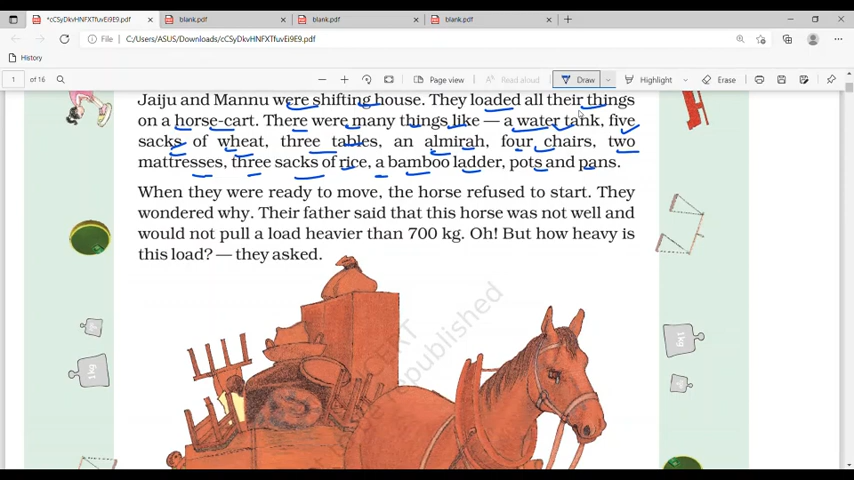 *cCSyDkvHNFXTfuvEi9E9.pdf
blank.pdf
blank.pdf
blank.pdf
File
C:/Users/ASUS/Downloads/cCSyDkvHNFXTfuvEi9E9.pdf
History
1 of 16
Page view
Read aloud
Draw
Highlight
Erase
Jaiju and Mannu were shifting house. They loaded all their things
on a horse-cart. There were many things like — a water tank, five
sacks of wheat, three tables, an almirah, four chairs, two
mattresses, three sacks of rice, a bamboo ladder, pots and pans.
When they were ready to move, the horse refused to start. They
wondered why. Their father said that this horse was not well and
would not pull a load heavier than 700 kg. Oh! But how heavy is
this load? — they asked.
1 kg
1 kg